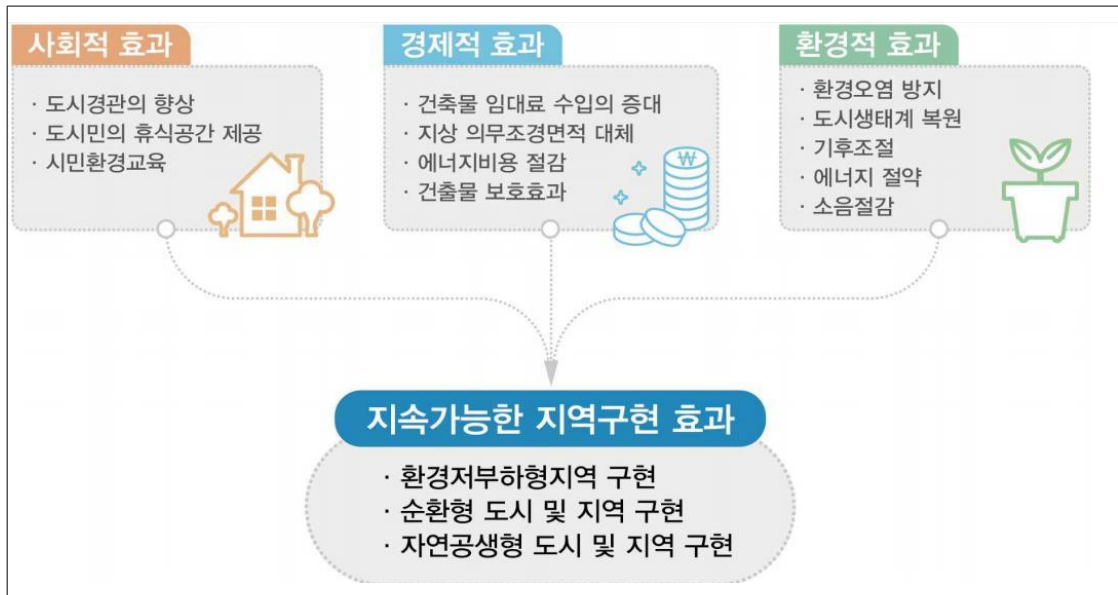 사회적 효과
· 도시경관의 향상
· 도시민의 휴식공간 제공
· 시민환경교육
경제적 효과
· 건축물 임대료 수입의 증대
· 지상 의무조경면적 대체
· 에너지비용 절감
· 건출물 보호효과
₩
환경적 효과
· 환경오염 방지
· 도시생태계 복원
· 기후조절
· 에너지 절약
· 소음절감
지속가능한 지역구현 효과
· 환경저부하형지역 구현
· 순환형 도시 및 지역 구현
· 자연공생형 도시 및 지역 구현